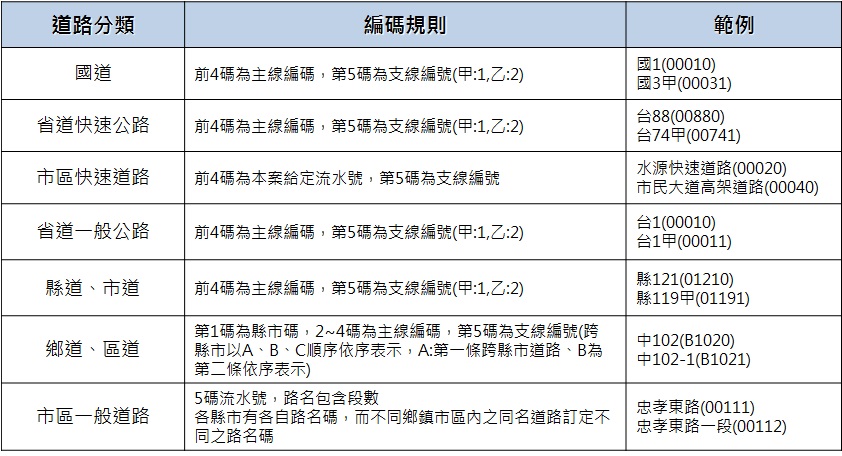 道路分類
編碼規則
範例
國道
前4碼為主線編碼，第5碼為支線編號(甲:1,乙:2)
國1(00010)
國3甲(00031)
省道快速公路
前4碼為主線編碼，第5碼為支線編號(甲:1,乙:2)
台88(00880)
台74甲(00741)
市區快速道路
前4碼為本案給定流水號，第5碼為支線編號
水源快速道路(00020)
市民大道高架道路(00040)
省道一般公路
前4碼為主線編碼，第5碼為支線編號(甲:1,乙:2)
台1(00010)
台1甲(00011)
縣道、市道
前4碼為主線編碼，第5碼為支線編號(甲:1,乙:2)
縣121(01210)
縣119甲(01191)
鄉道、區道
第1碼為縣市碼，2~4碼為主線編碼，第5碼為支線編號(跨
縣市以A、B、C順序依序表示，A:第一條跨縣市道路、B為
第二條依序表示)
中102(B1020)
中102-1(B1021)
市區一般道路
5碼流水號，路名包含段數
各縣市有各自路名碼，而不同鄉鎮市區內之同名道路訂定不
同之路名碼
忠孝東路(00111)
忠孝東路一段(00112)